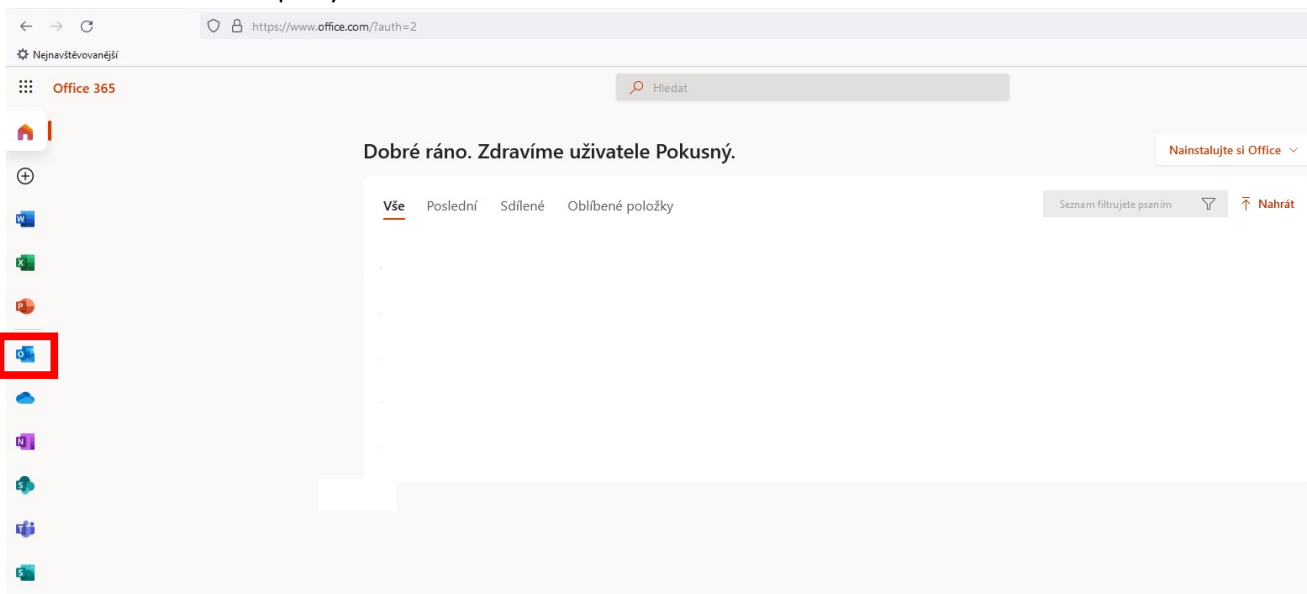 https://www.office.com/?auth=2
Nejnavštěvovanější
Office 365
Hledat
Dobré ráno. Zdravíme uživatele Pokusný.
Nainstalujte si Office
Vše Poslední Sdílené Oblíbené položky
Seznam filtrujete psaním
Nahrát
W
X
P
O
N
S
T
S